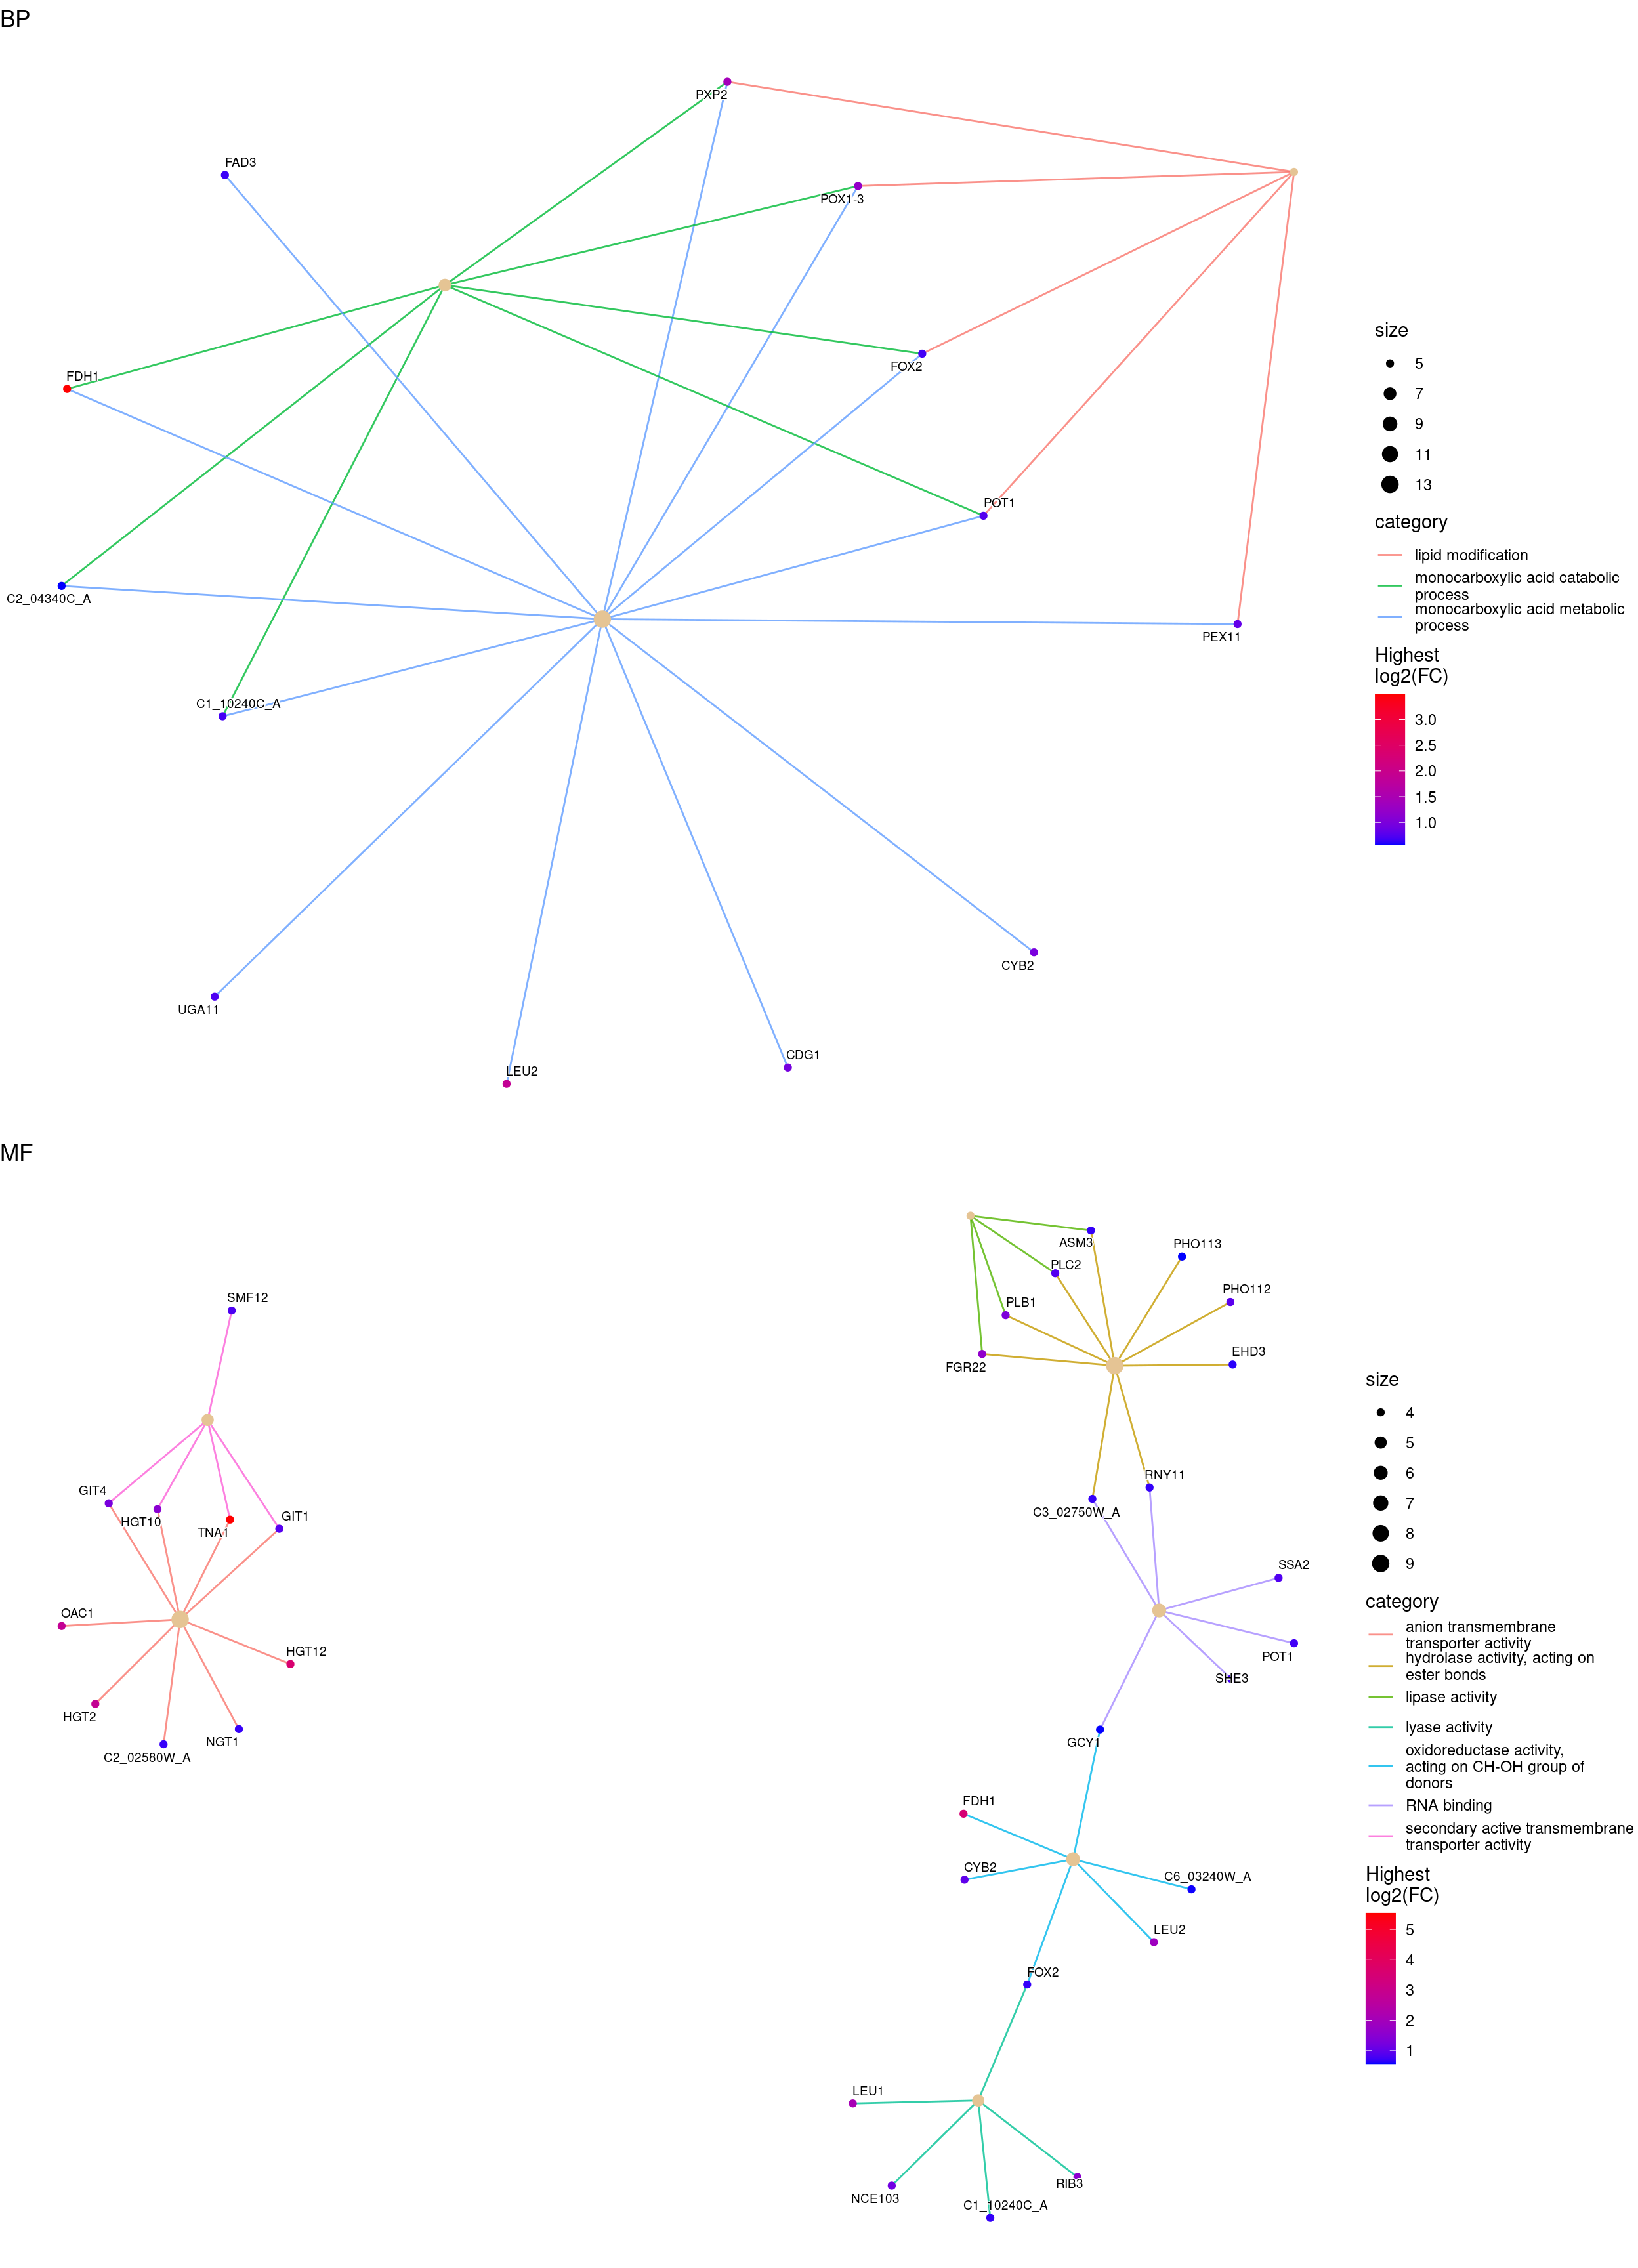 BP
PXP2
FAD3
POX1-3
FOX2
FDH1
POT1
C2_04340C_A
PEX11
C1_10240C_A
CYB2
UGA11
CDG1
LEU2
size
5
7
9
11
13
category
lipid modification
monocarboxylic acid catabolic
process
monocarboxylic acid metabolic
process
Highest
log2(FC)
3.0
2.5
2.0
1.5
1.0
MF
SMF12
GIT4
HGT10
TNA1
GIT1
OAC1
HGT12
HGT2
NGT1
C2_02580W_A
ASM3
PHO113
PLC2
PHO112
PLB1
EHD3
FGR22
RNY11
C3_02750W_A
SSA2
POT1
SHE3
GCY1
FDH1
CYB2
C6_03240W_A
LEU2
FOX2
LEU1
RIB3
NCE103
C1_10240C_A
size
4
5
6
7
8
9
category
anion transmembrane
transporter activity
hydrolase activity, acting on
ester bonds
lipase activity
lyase activity
oxidoreductase activity,
acting on CH-OH group of
donors
RNA binding
secondary active transmembrane
transporter activity
Highest
log2(FC)
5
4
3
2
1